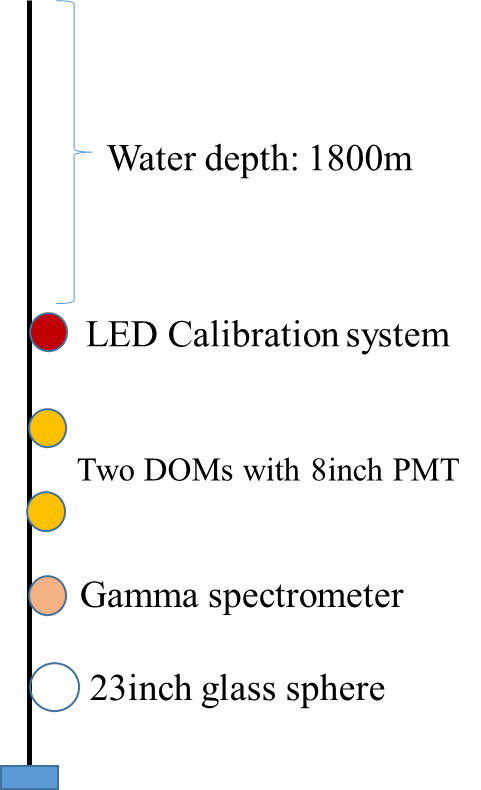 Water depth: 1800m
LED Calibration system
Two DOMs with 8inch PMT
Gamma spectrometer
23inch glass sphere